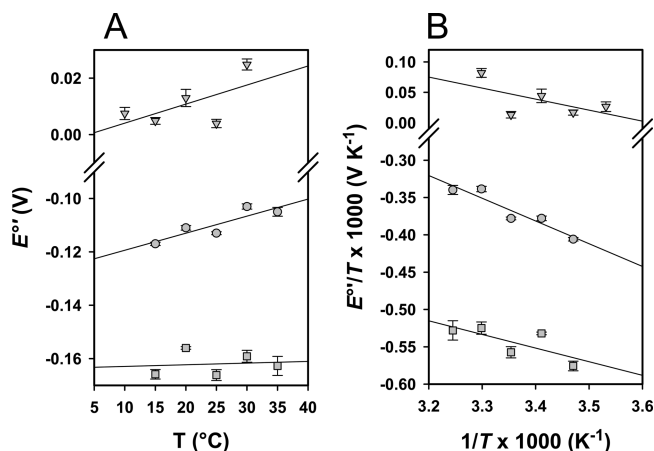 A
B
0.02
0.00
-0.10
-0.12
-0.14
-0.16
E°' (V)
5 10 15 20 25 30 35 40
T (°C)
0.10
0.05
0.00
-0.30
-0.35
-0.40
-0.45
-0.50
-0.55
-0.60
E°'/T x 1000 (V K⁻¹)
3.2 3.3 3.4 3.5 3.6
1/T x 1000 (K⁻¹)